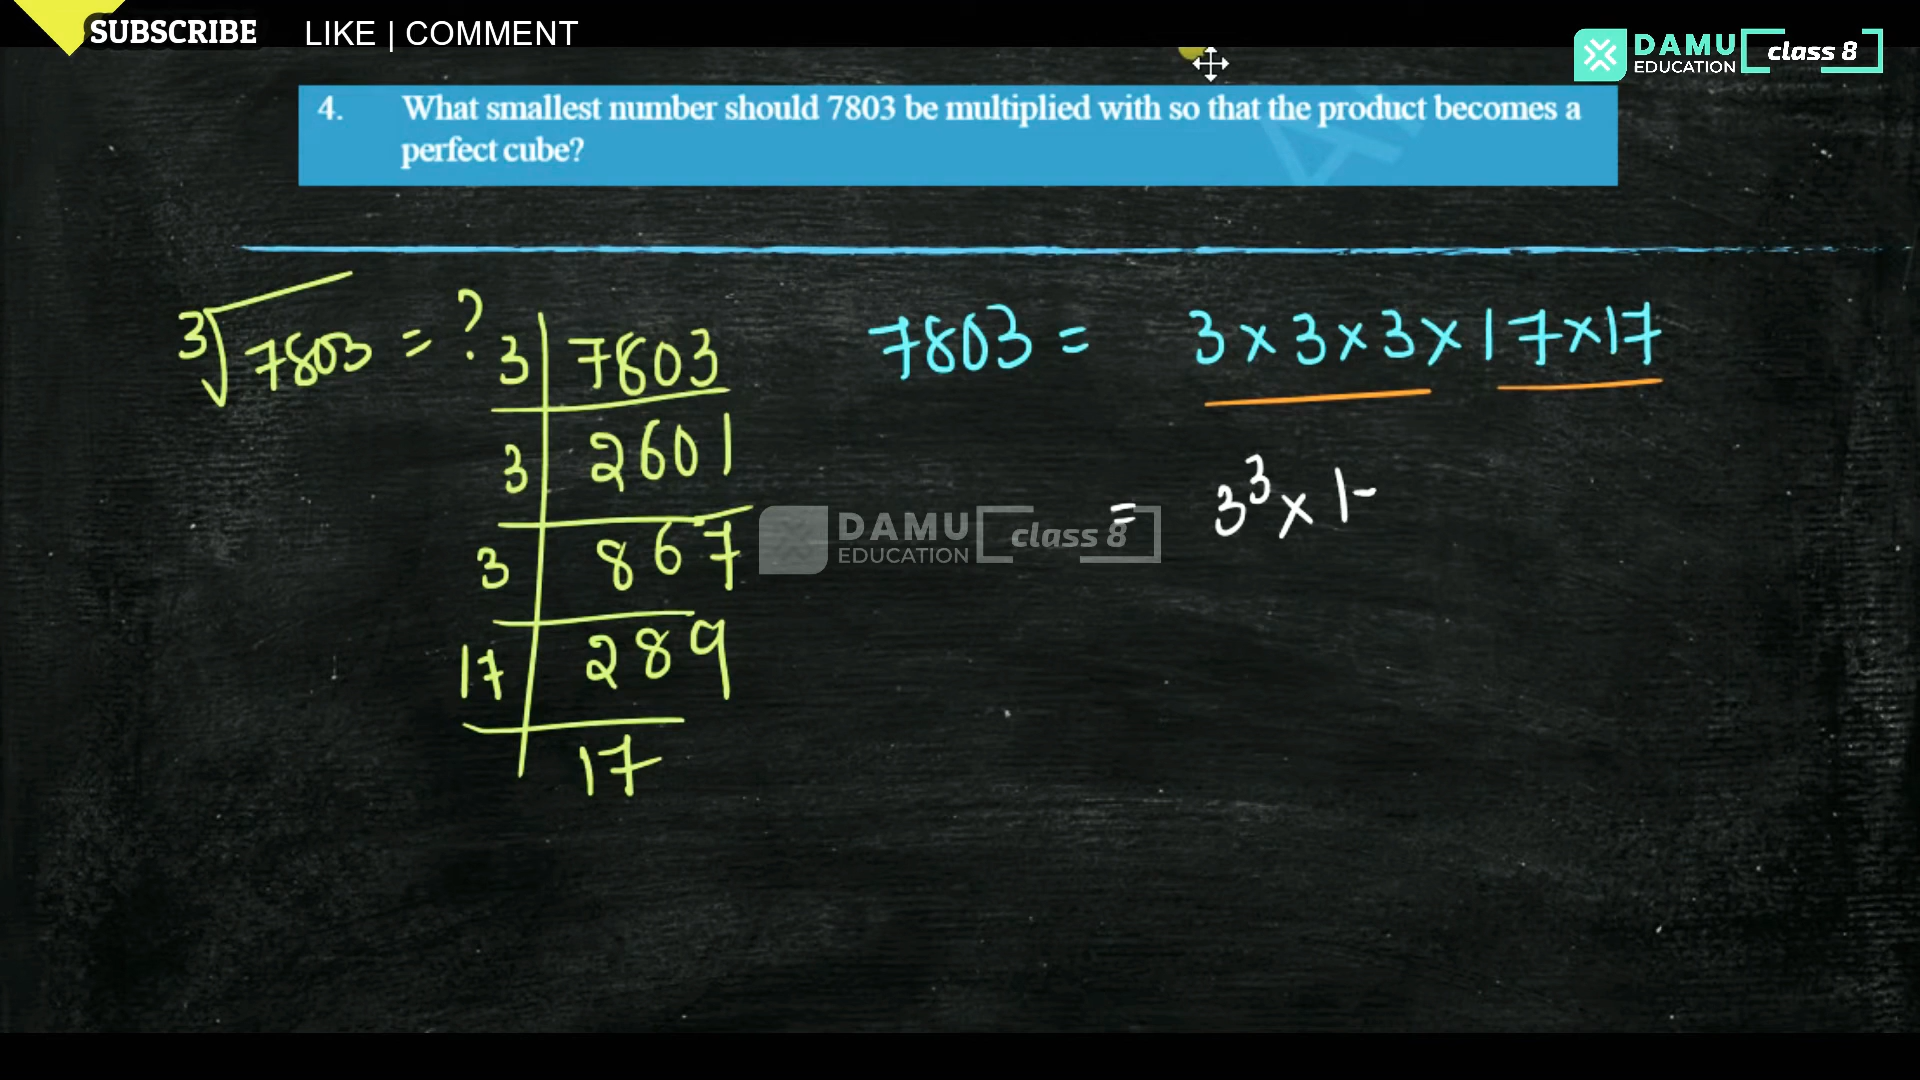 SUBSCRIBE LIKE | COMMENT
DAMU EDUCATION class 8
4. What smallest number should 7803 be multiplied with so that the product becomes a
perfect cube?
∛7803 = ?
3 | 7803
3 | 2601
3 | 867
17 | 289
17
7803 = 3 × 3 × 3 × 17 × 17
= 3³ × 1
DAMU EDUCATION class 8